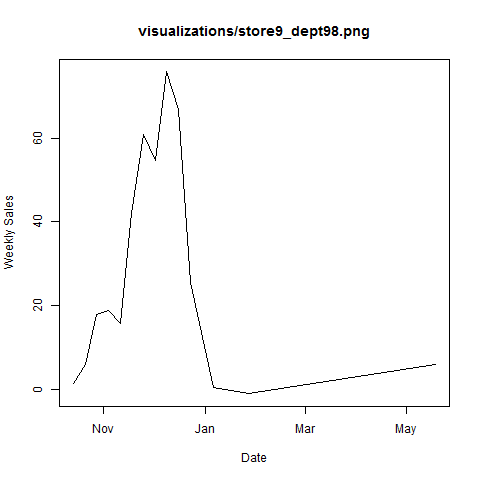 visualizations/store9_dept98.png
Weekly Sales
60
40
20
0
Nov
Jan
Mar
May
Date